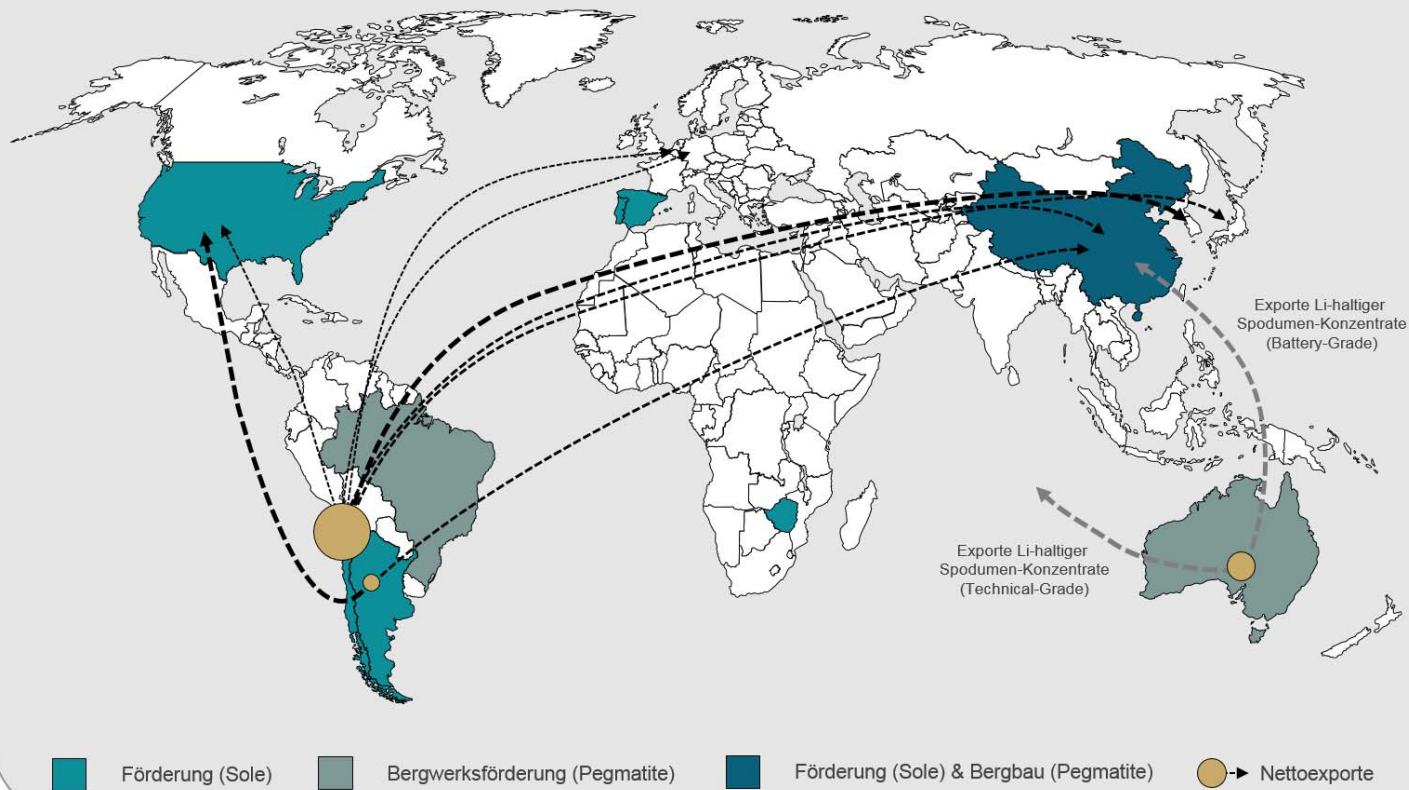 Exporte Li-haltiger
Spodumen-Konzentrate
(Battery-Grade)
Exporte Li-haltiger
Spodumen-Konzentrate
(Technical-Grade)
Förderung (Sole)
Bergwerksförderung (Pegmatite)
Förderung (Sole) & Bergbau (Pegmatite)
Nettoexporte